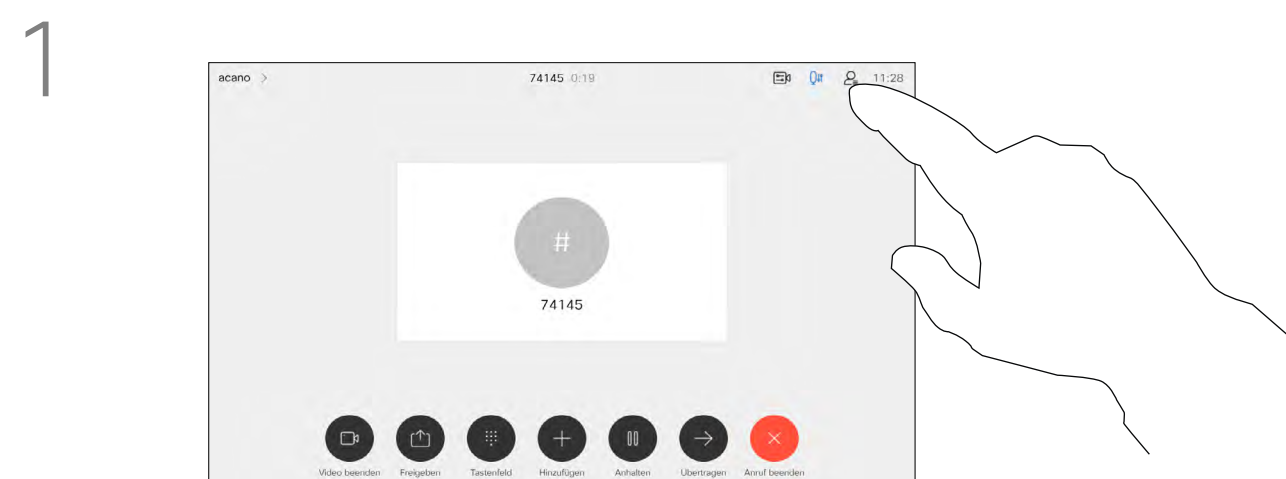 1
acano > 74145 0:19 11:28
#
74145
Video beenden Freigeben Tastenfeld Hinzufügen Anhalten Übertragen Anruf beenden